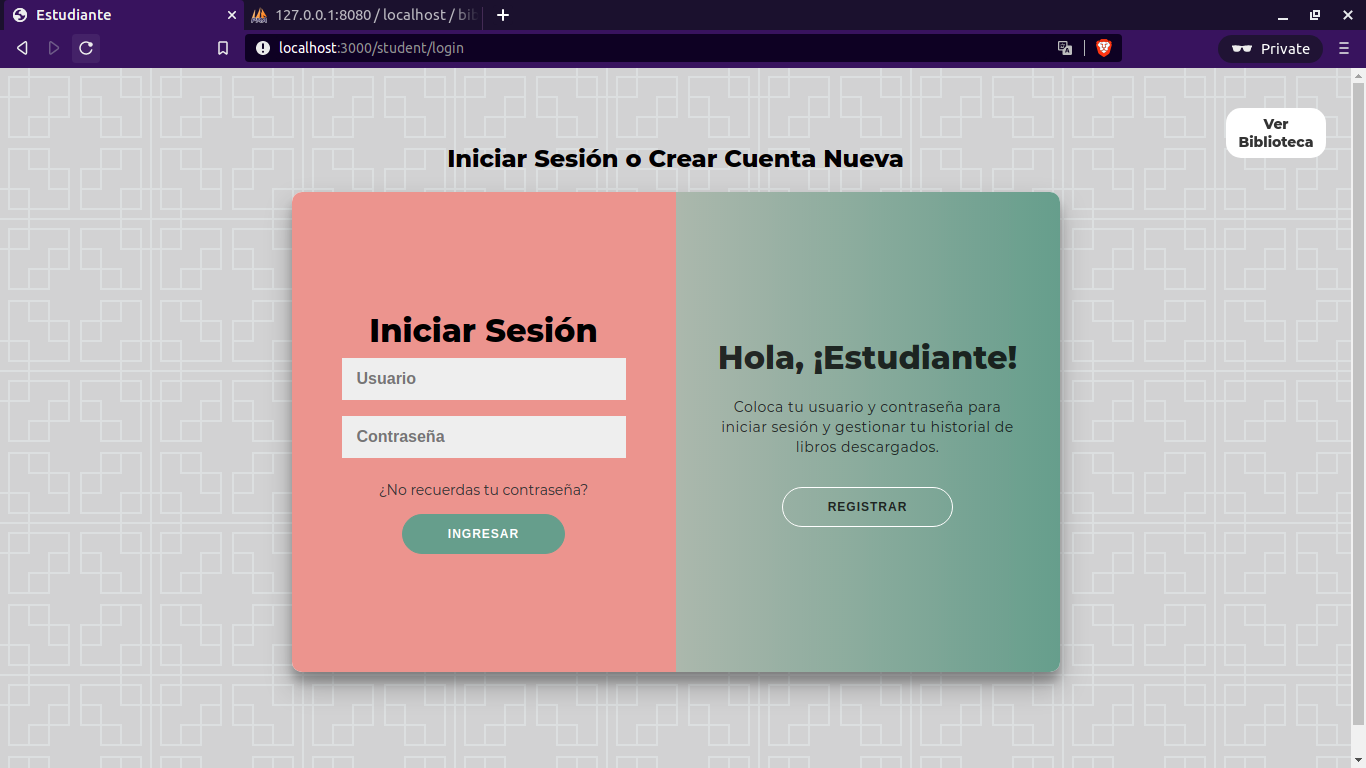 Estudiante
127.0.0.1:8080 / localhost / bib
localhost:3000/student/login
Private
Ver
Biblioteca
Iniciar Sesión o Crear Cuenta Nueva
Iniciar Sesión
Usuario
Contraseña
¿No recuerdas tu contraseña?
INGRESAR
Hola, ¡Estudiante!
Coloca tu usuario y contraseña para
iniciar sesión y gestionar tu historial de
libros descargados.
REGISTRAR